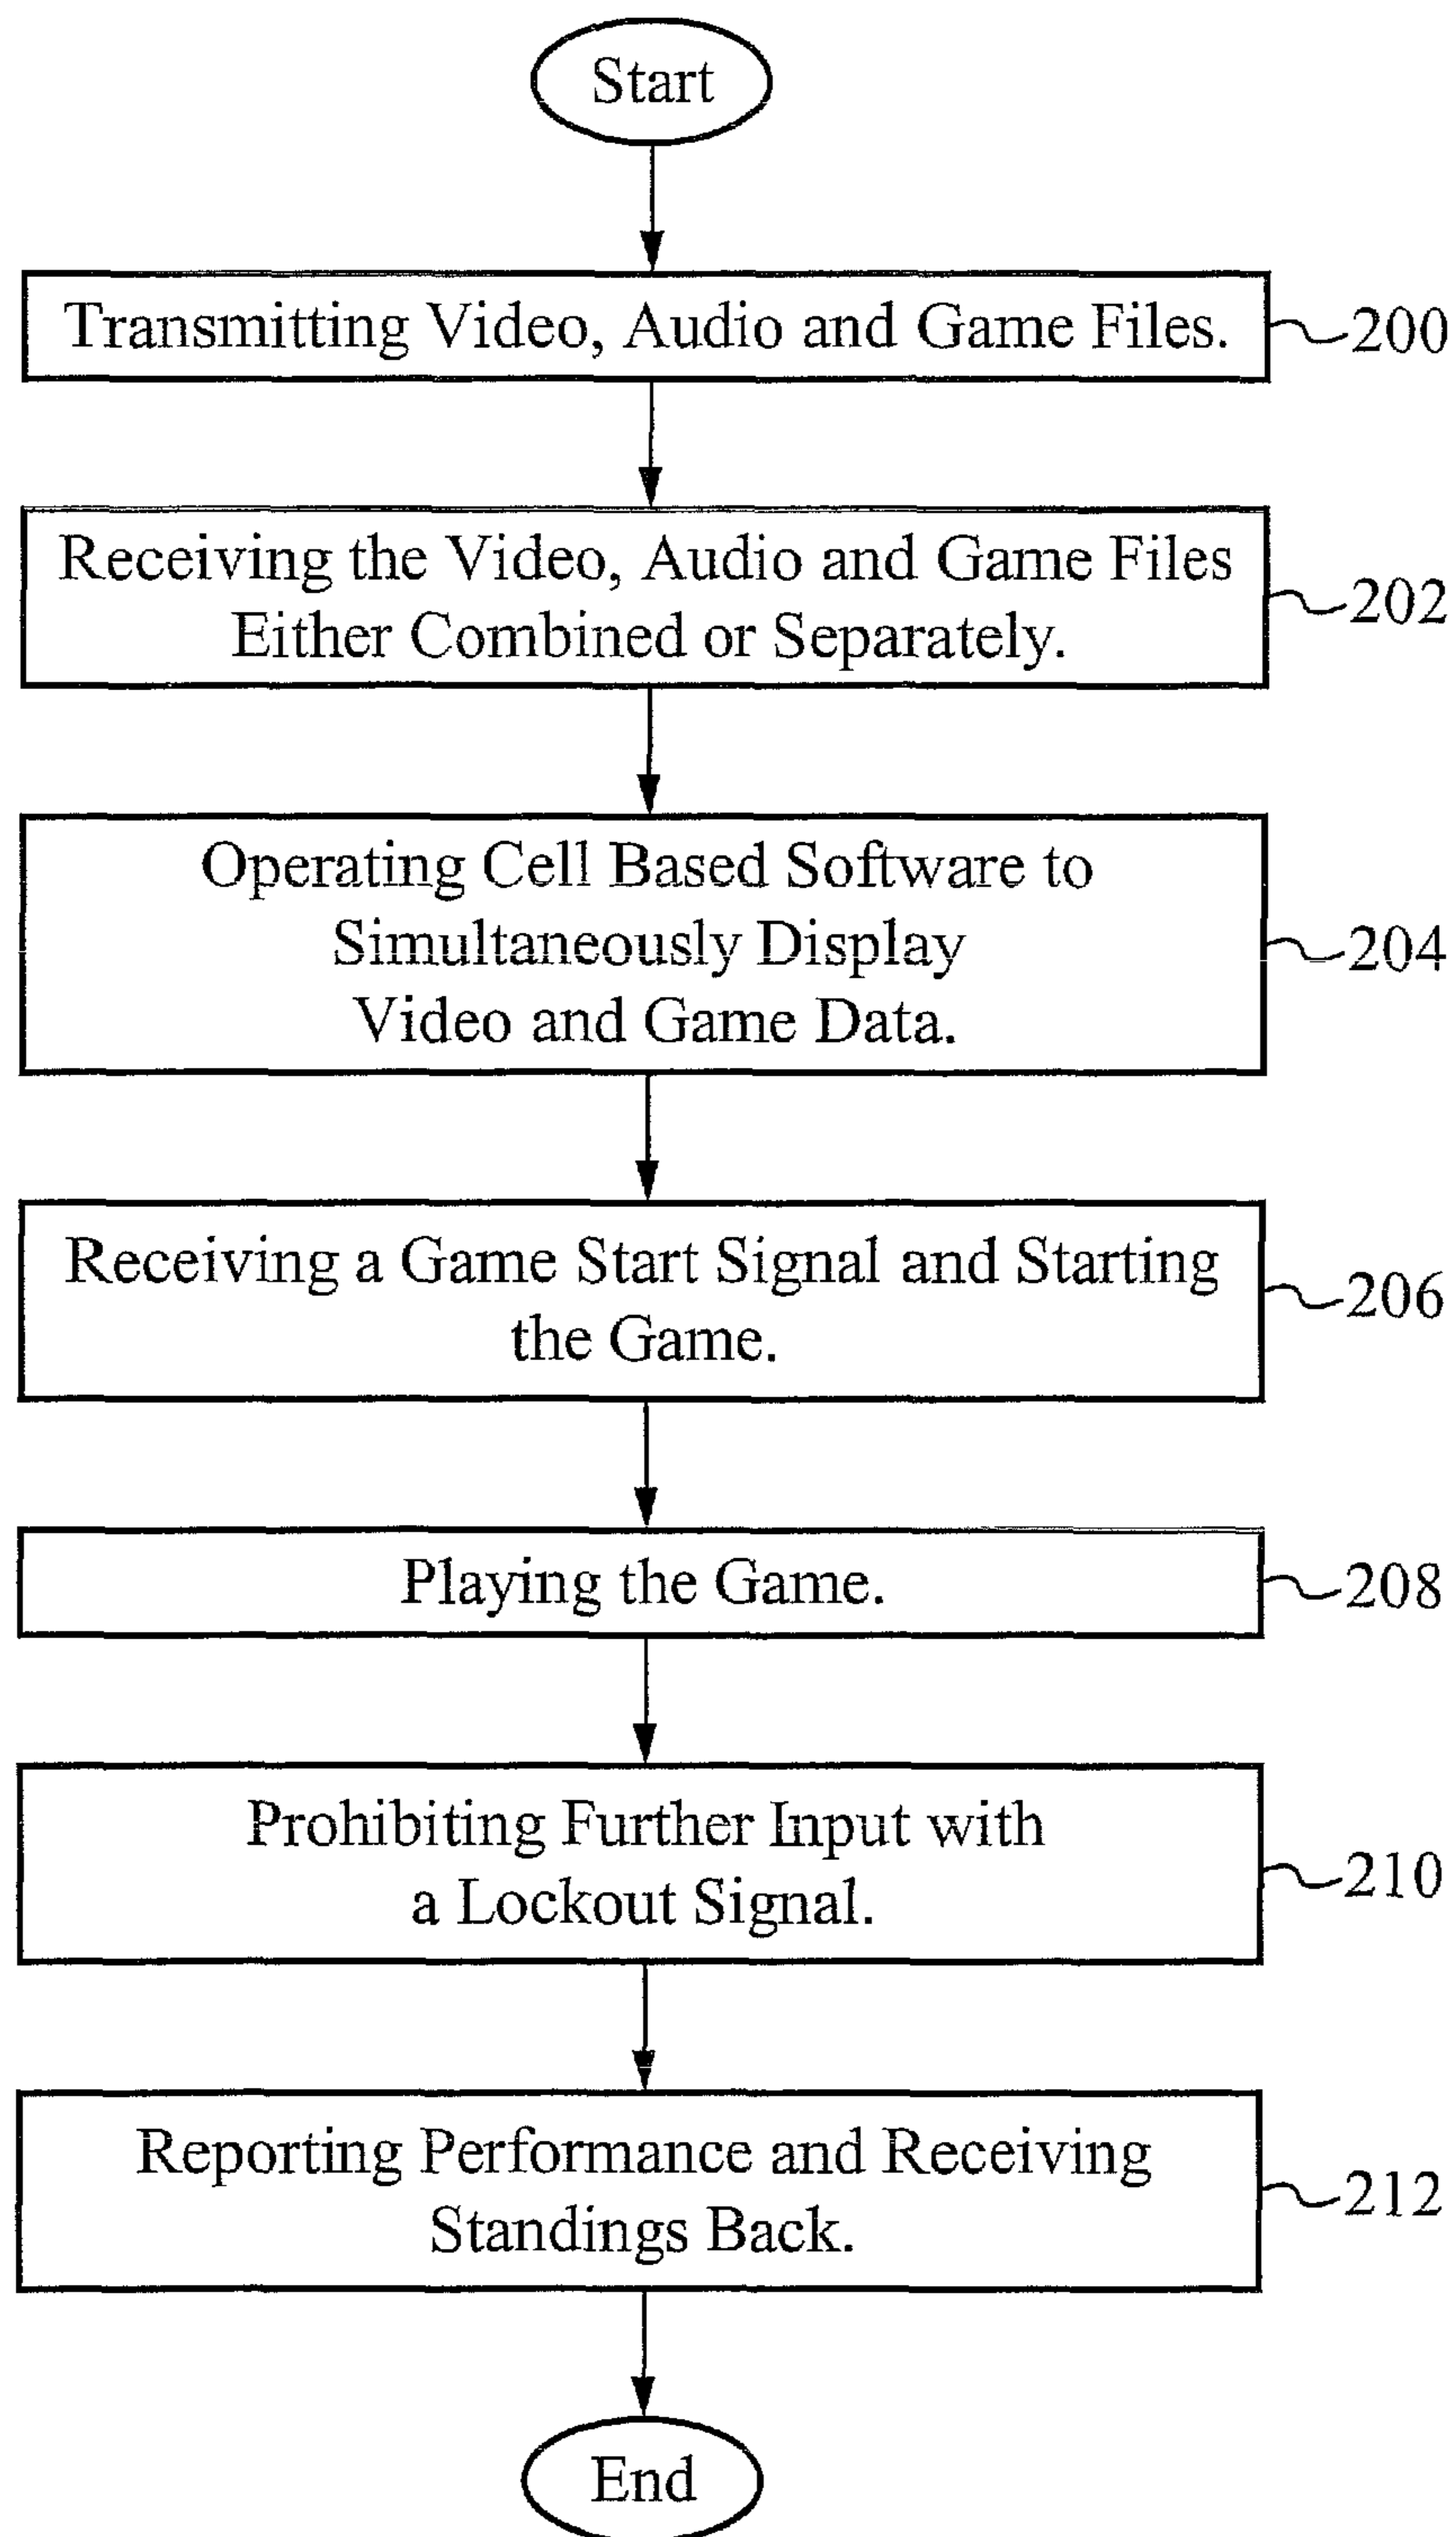 Start
Transmitting Video, Audio and Game Files.
200
Receiving the Video, Audio and Game Files
Either Combined or Separately.
202
Operating Cell Based Software to
Simultaneously Display
Video and Game Data.
204
Receiving a Game Start Signal and Starting
the Game.
206
Playing the Game.
208
Prohibiting Further Input with
a Lockout Signal.
210
Reporting Performance and Receiving
Standings Back.
212
End